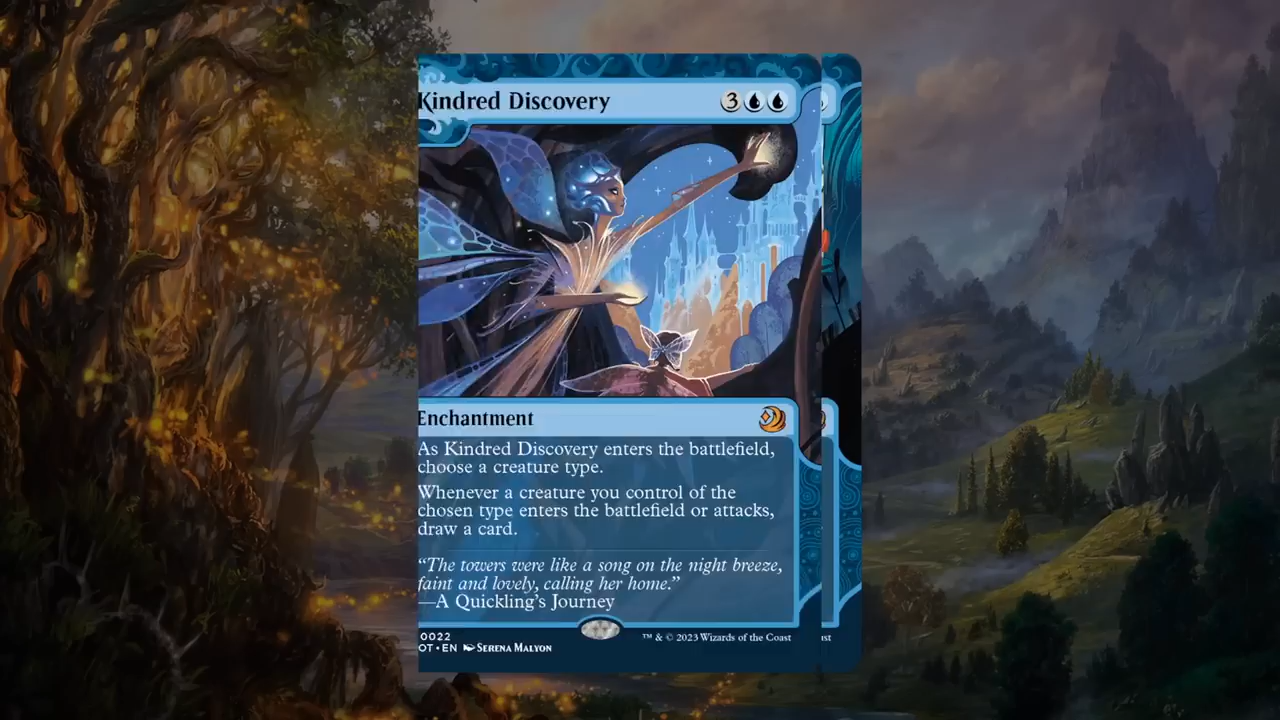 Kindred Discovery 3
Enchantment
As Kindred Discovery enters the battlefield,
choose a creature type.
Whenever a creature you control of the
chosen type enters the battlefield or attacks,
draw a card.
“The towers were like a song on the night breeze,
faint and lovely, calling her home.”
—A Quickling's Journey
0022 ™ & © 2023 Wizards of the Coast
OT • EN Serena Malyon